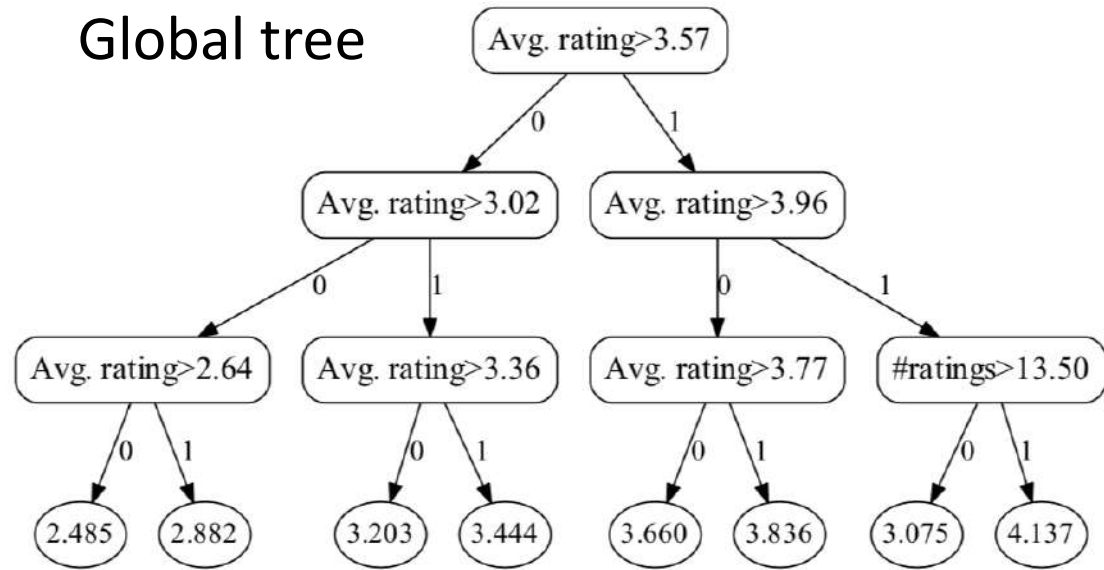 Global tree
Avg. rating>3.57
0
1
Avg. rating>3.02
Avg. rating>3.96
0
1
0
1
Avg. rating>2.64
Avg. rating>3.36
Avg. rating>3.77
#ratings>13.50
0
1
0
1
0
1
0
1
2.485
2.882
3.203
3.444
3.660
3.836
3.075
4.137